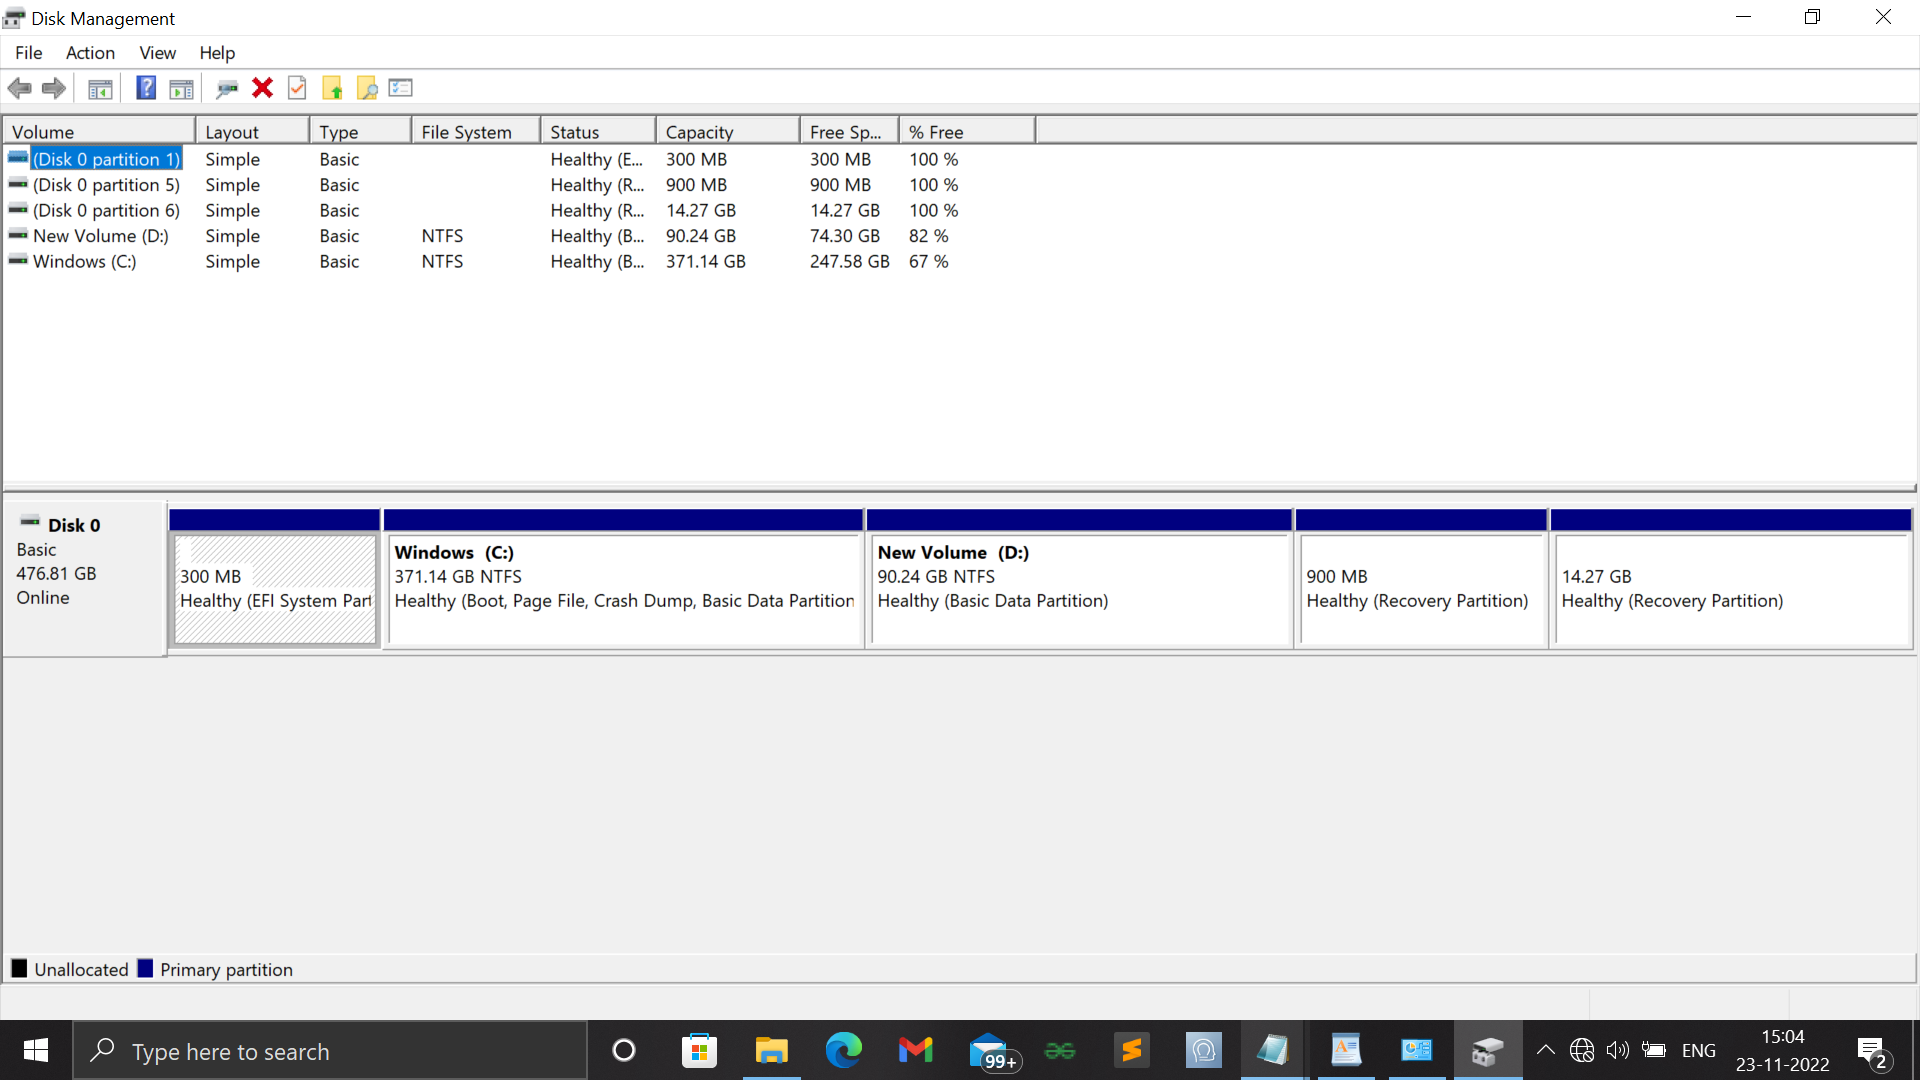 Disk Management
File Action View Help
Volume Layout Type File System Status Capacity Free Sp... % Free
(Disk 0 partition 1) Simple Basic Healthy (E... 300 MB 300 MB 100 %
(Disk 0 partition 5) Simple Basic Healthy (R... 900 MB 900 MB 100 %
(Disk 0 partition 6) Simple Basic Healthy (R... 14.27 GB 14.27 GB 100 %
New Volume (D:) Simple Basic NTFS Healthy (B... 90.24 GB 74.30 GB 82 %
Windows (C:) Simple Basic NTFS Healthy (B... 371.14 GB 247.58 GB 67 %
Disk 0
Basic
476.81 GB
Online
300 MB
Healthy (EFI System Part
Windows (C:)
371.14 GB NTFS
Healthy (Boot, Page File, Crash Dump, Basic Data Partition
New Volume (D:)
90.24 GB NTFS
Healthy (Basic Data Partition)
900 MB
Healthy (Recovery Partition)
14.27 GB
Healthy (Recovery Partition)
Unallocated Primary partition
Type here to search
99+
ENG
15:04
23-11-2022
2